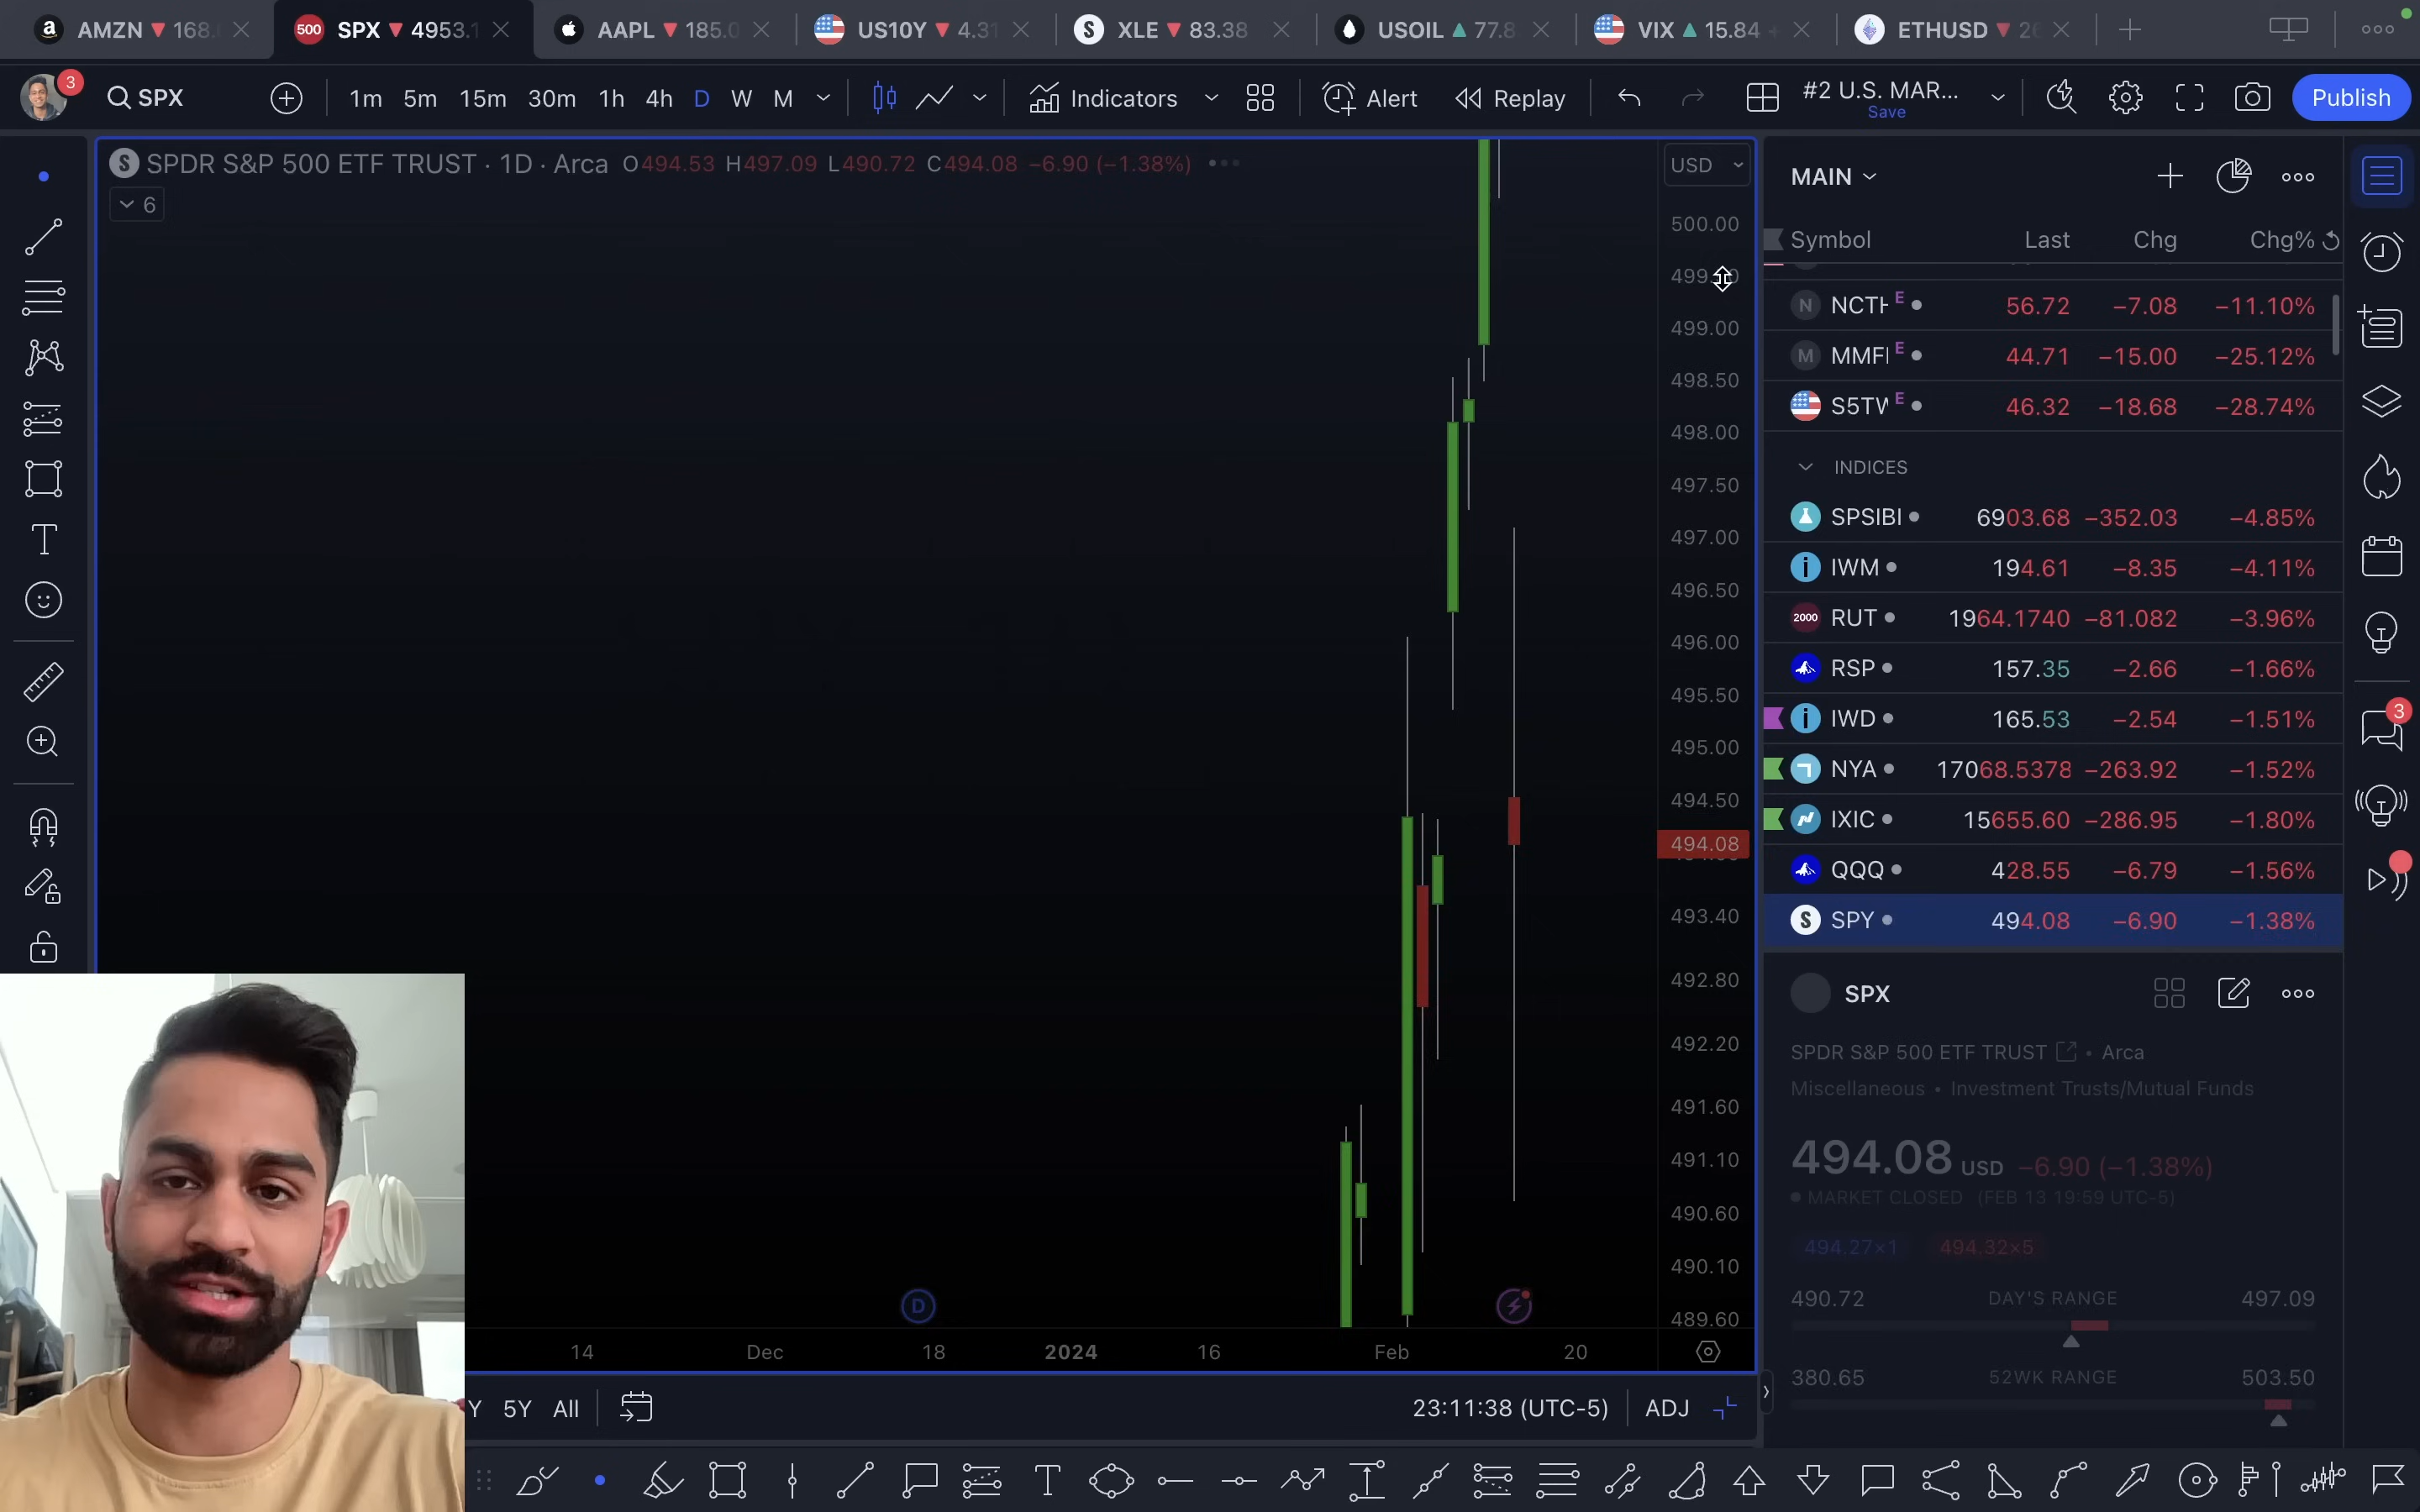 AMZN 168.
500 SPX 4953.1
AAPL 185.0
US10Y 4.31
S XLE 83.38
USOIL 77.8
VIX 15.84
ETHUSD 26
3
SPX
1m 5m 15m 30m 1h 4h D W M
Indicators
Alert
Replay
#2 U.S. MAR...
Save
Publish
S SPDR S&P 500 ETF TRUST · 1D · Arca O494.53 H497.09 L490.72 C494.08 −6.90 (−1.38%)
6
USD
500.00
499.00
498.50
498.00
497.50
497.00
496.50
496.00
495.50
495.00
494.50
494.08
493.40
492.80
492.20
491.60
491.10
490.60
490.10
489.60
D
14 Dec 18 2024 16 Feb 20
Y 5Y All
23:11:38 (UTC-5) ADJ
MAIN
Symbol Last Chg Chg%
N NCTH E 56.72 −7.08 −11.10%
M MMFI E 44.71 −15.00 −25.12%
S5TW E 46.32 −18.68 −28.74%
INDICES
SPSIBI 6903.68 −352.03 −4.85%
IWM 194.61 −8.35 −4.11%
2000 RUT 1964.1740 −81.082 −3.96%
RSP 157.35 −2.66 −1.66%
IWD 165.53 −2.54 −1.51%
NYA 17068.5378 −263.92 −1.52%
IXIC 15655.60 −286.95 −1.80%
QQQ 428.55 −6.79 −1.56%
S SPY 494.08 −6.90 −1.38%
SPX
SPDR S&P 500 ETF TRUST • Arca
Miscellaneous • Investment Trusts/Mutual Funds
494.08 USD −6.90 (−1.38%)
MARKET CLOSED (FEB 13 19:59 UTC-5)
494.27×1 494.32×5
490.72 DAY'S RANGE 497.09
380.65 52WK RANGE 503.50
3
T
T